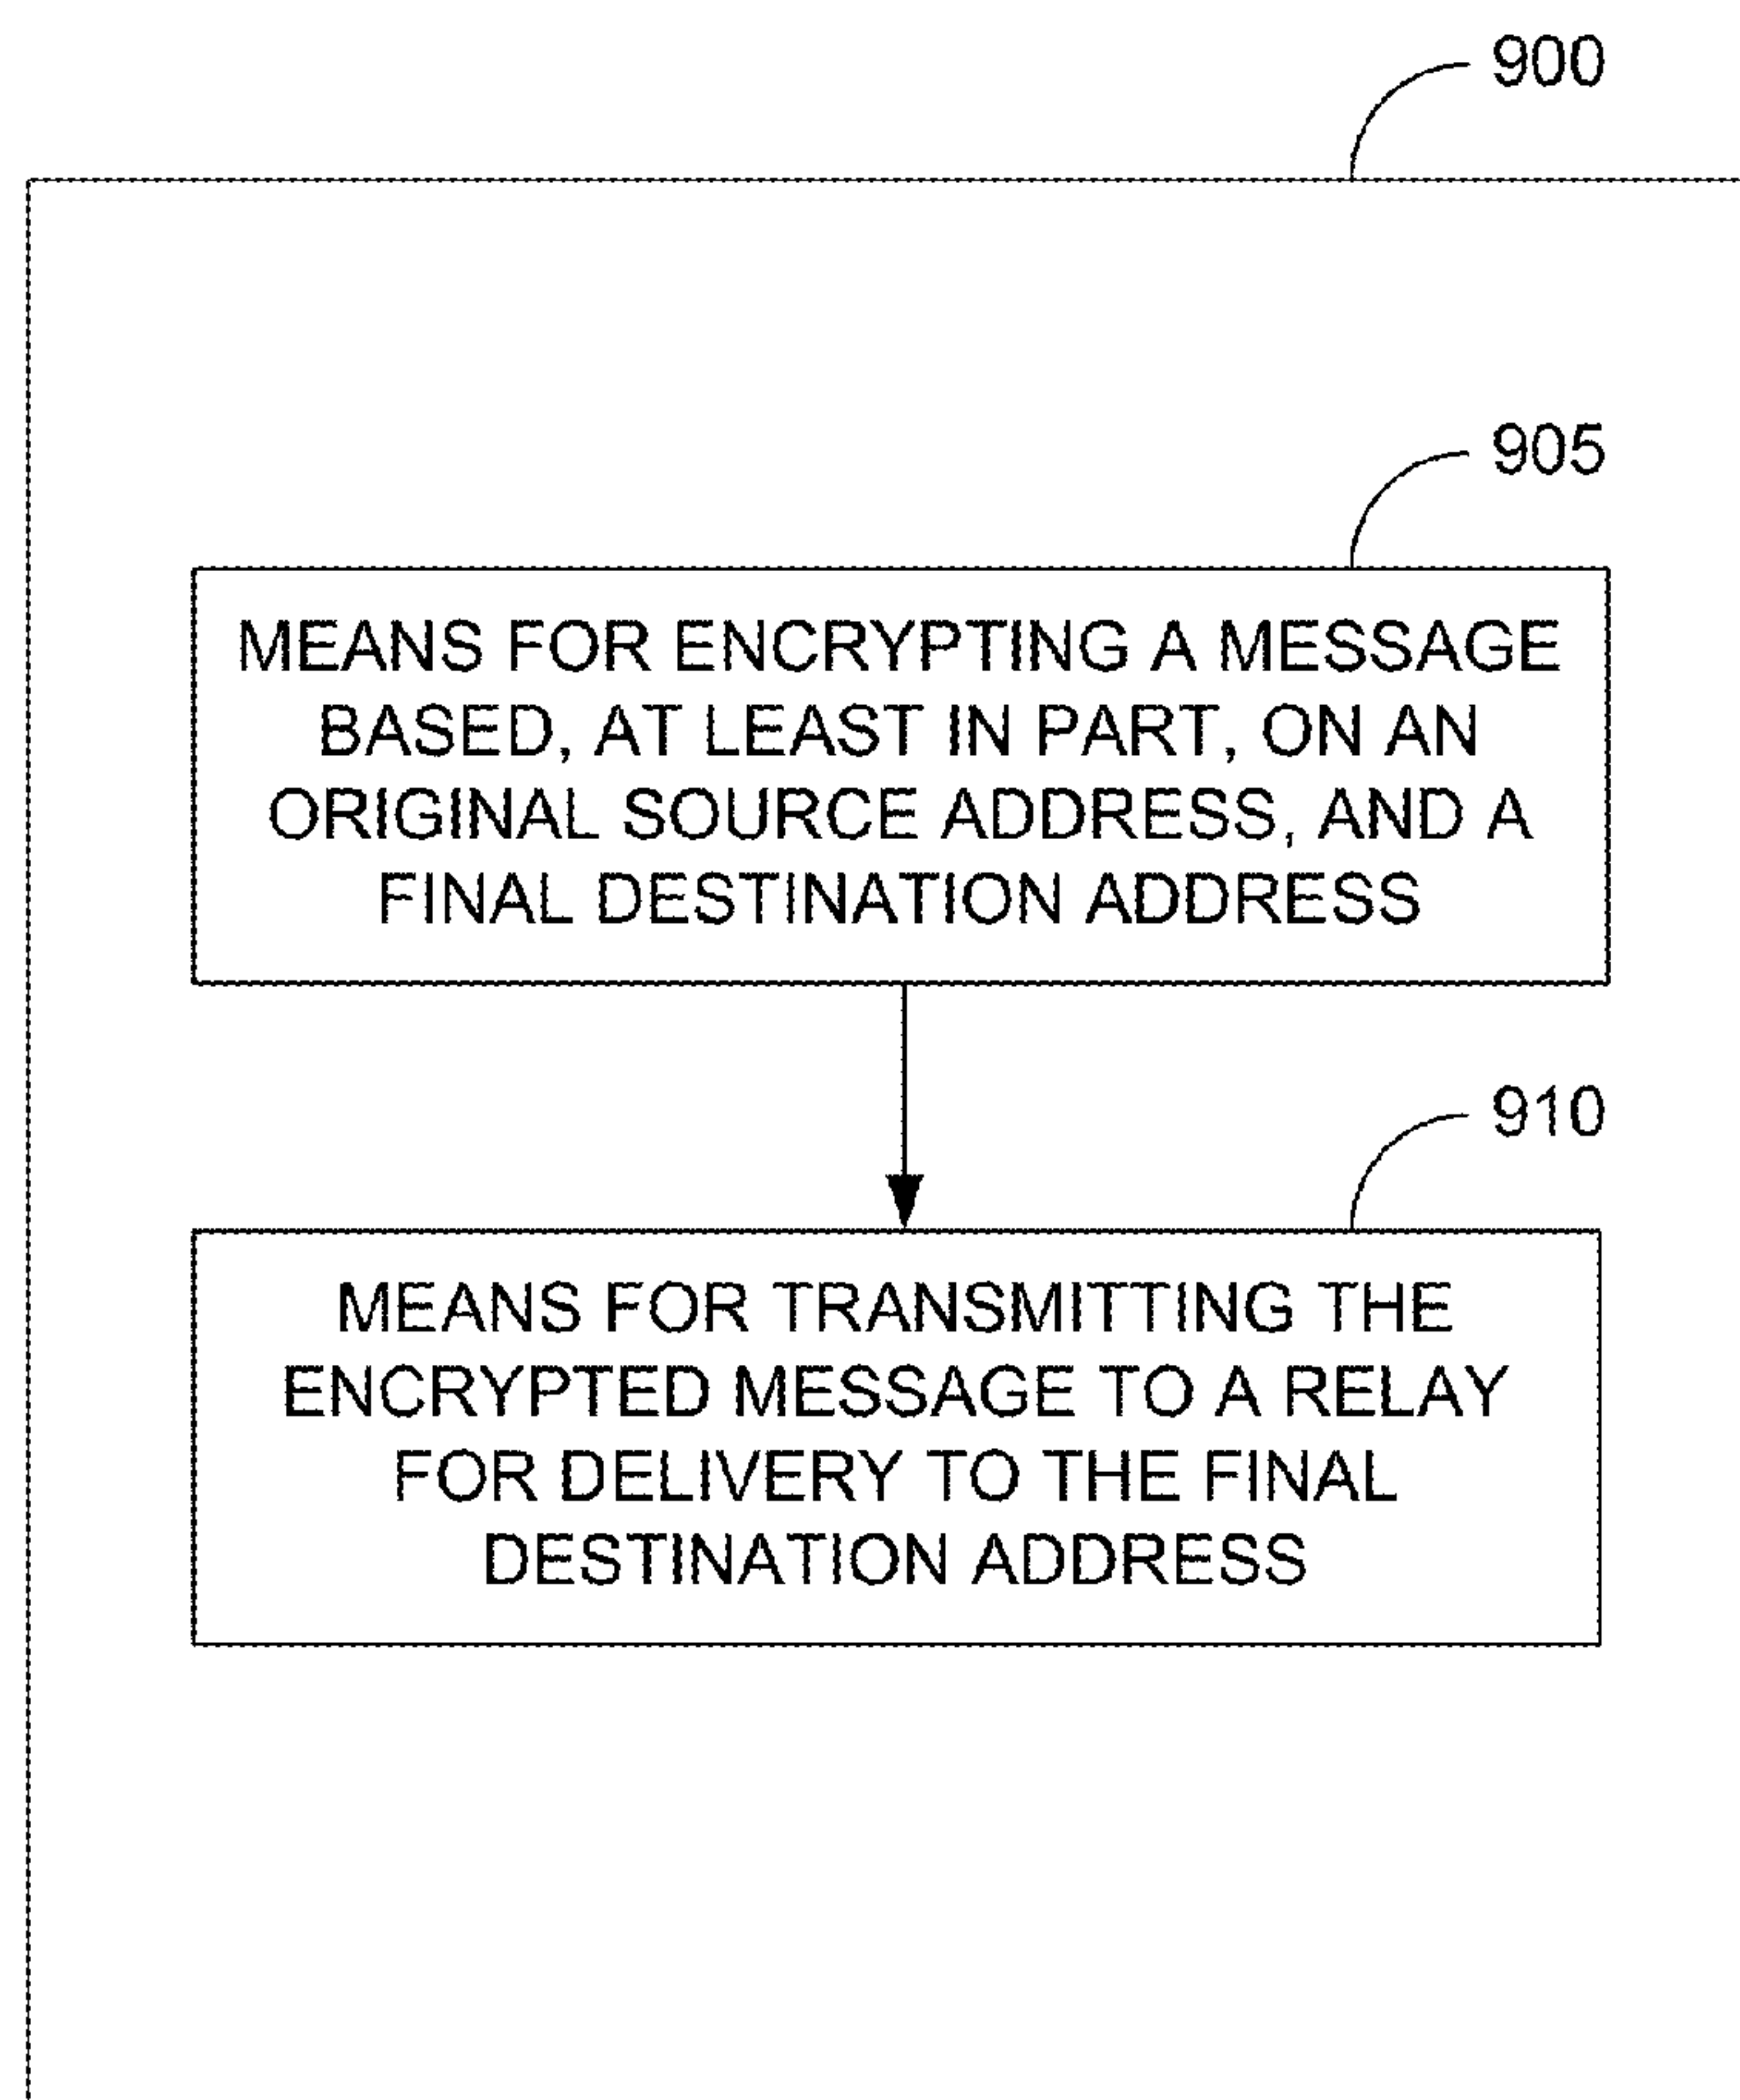 900
905
MEANS FOR ENCRYPTING A MESSAGE
BASED, AT LEAST IN PART, ON AN
ORIGINAL SOURCE ADDRESS, AND A
FINAL DESTINATION ADDRESS
910
MEANS FOR TRANSMITTING THE
ENCRYPTED MESSAGE TO A RELAY
FOR DELIVERY TO THE FINAL
DESTINATION ADDRESS